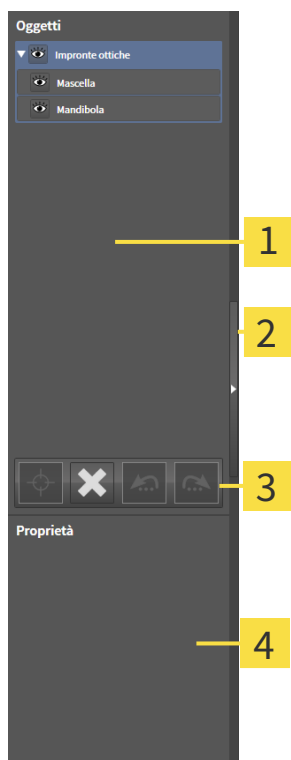 Oggetti
Impronte ottiche
Mascella
Mandibola
1
2
3
Proprietà
4